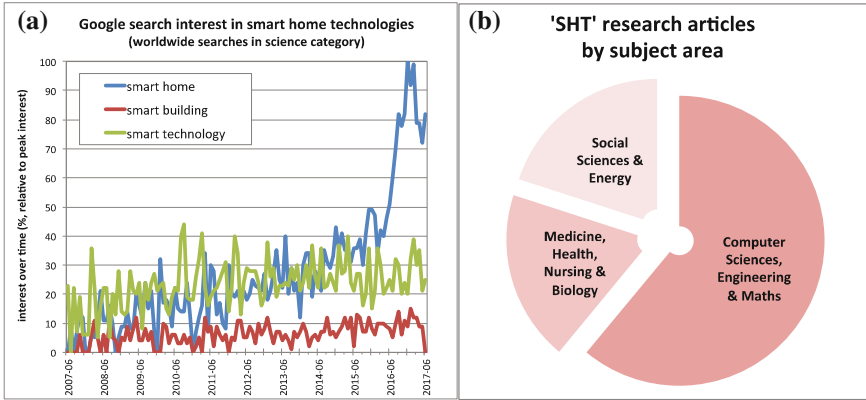 (a)
Google search interest in smart home technologies
(worldwide searches in science category)
interest over time (%, relative to peak interest)
100
90
80
70
60
50
40
30
20
10
0
smart home
smart building
smart technology
2007-06
2008-06
2009-06
2010-06
2011-06
2012-06
2013-06
2014-06
2015-06
2016-06
2017-06
(b)
'SHT' research articles
by subject area
Social
Sciences &
Energy
Medicine,
Health,
Nursing &
Biology
Computer
Sciences,
Engineering
& Maths